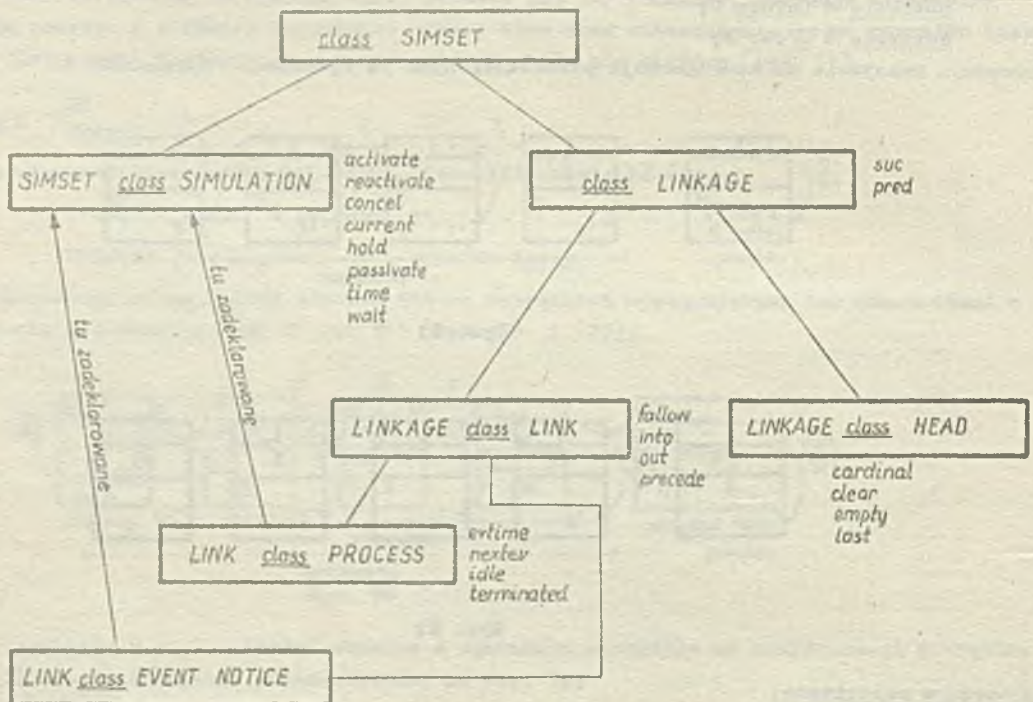 class SIMSET
SIMSET class SIMULATION
activate
reactivate
concel
current
hold
passivate
time
wait
class LINKAGE
suc
pred
tu zadeklarowane
tu zadeklarowane
LINKAGE class LINK
follow
into
out
precede
LINKAGE class HEAD
cardinal
clear
empty
last
LINK class PROCESS
evtime
nextev
idle
terminated
LINK class EVENT NOTICE